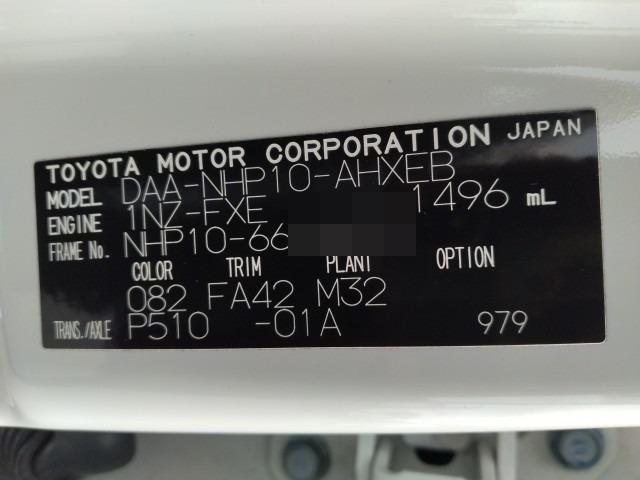 TOYOTA MOTOR CORPORATION JAPAN
MODEL DAA-NHP10-AHXEB
ENGINE 1NZ-FXE 1496 mL
FRAME No. NHP10-66
COLOR TRIM PLANT OPTION
082 FA42 M32
TRANS./AXLE P510 -01A 979